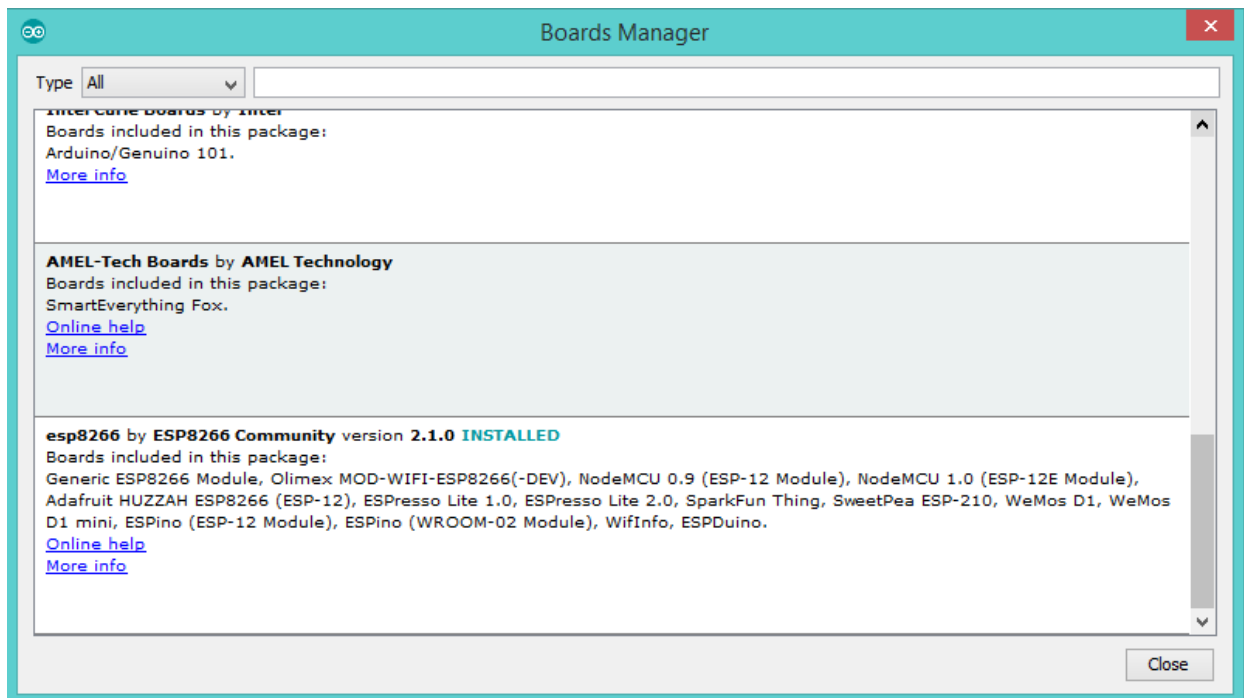 Boards Manager
Type All
Intel Curie Boards by Intel
Boards included in this package:
Arduino/Genuino 101.
More info
AMEL-Tech Boards by AMEL Technology
Boards included in this package:
SmartEverything Fox.
Online help
More info
esp8266 by ESP8266 Community version 2.1.0 INSTALLED
Boards included in this package:
Generic ESP8266 Module, Olimex MOD-WIFI-ESP8266(-DEV), NodeMCU 0.9 (ESP-12 Module), NodeMCU 1.0 (ESP-12E Module),
Adafruit HUZZAH ESP8266 (ESP-12), ESPresso Lite 1.0, ESPresso Lite 2.0, SparkFun Thing, SweetPea ESP-210, WeMos D1, WeMos
D1 mini, ESPino (ESP-12 Module), ESPino (WROOM-02 Module), WifInfo, ESPDuino.
Online help
More info
Close